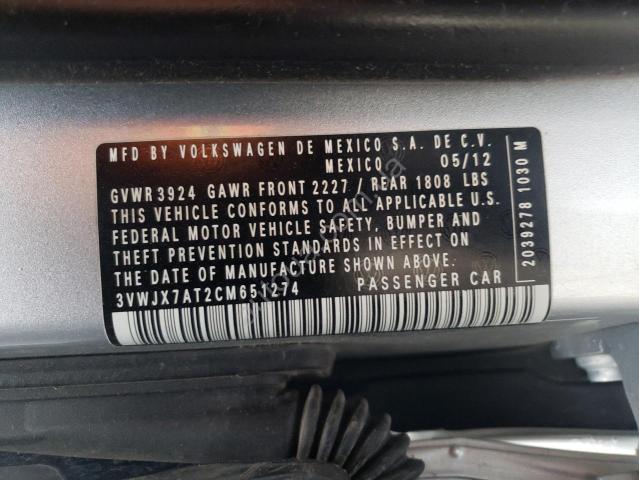 MFD BY VOLKSWAGEN DE MEXICO S.A. DE C.V.
MEXICO 05/12
GVWR 3924 GAWR FRONT 2227 / REAR 1808 LBS
THIS VEHICLE CONFORMS TO ALL APPLICABLE U.S.
FEDERAL MOTOR VEHICLE SAFETY, BUMPER AND
THEFT PREVENTION STANDARDS IN EFFECT ON
THE DATE OF MANUFACTURE SHOWN ABOVE.
3VWJX7AT2CM651274 PASSENGER CAR
2039278 1030 M